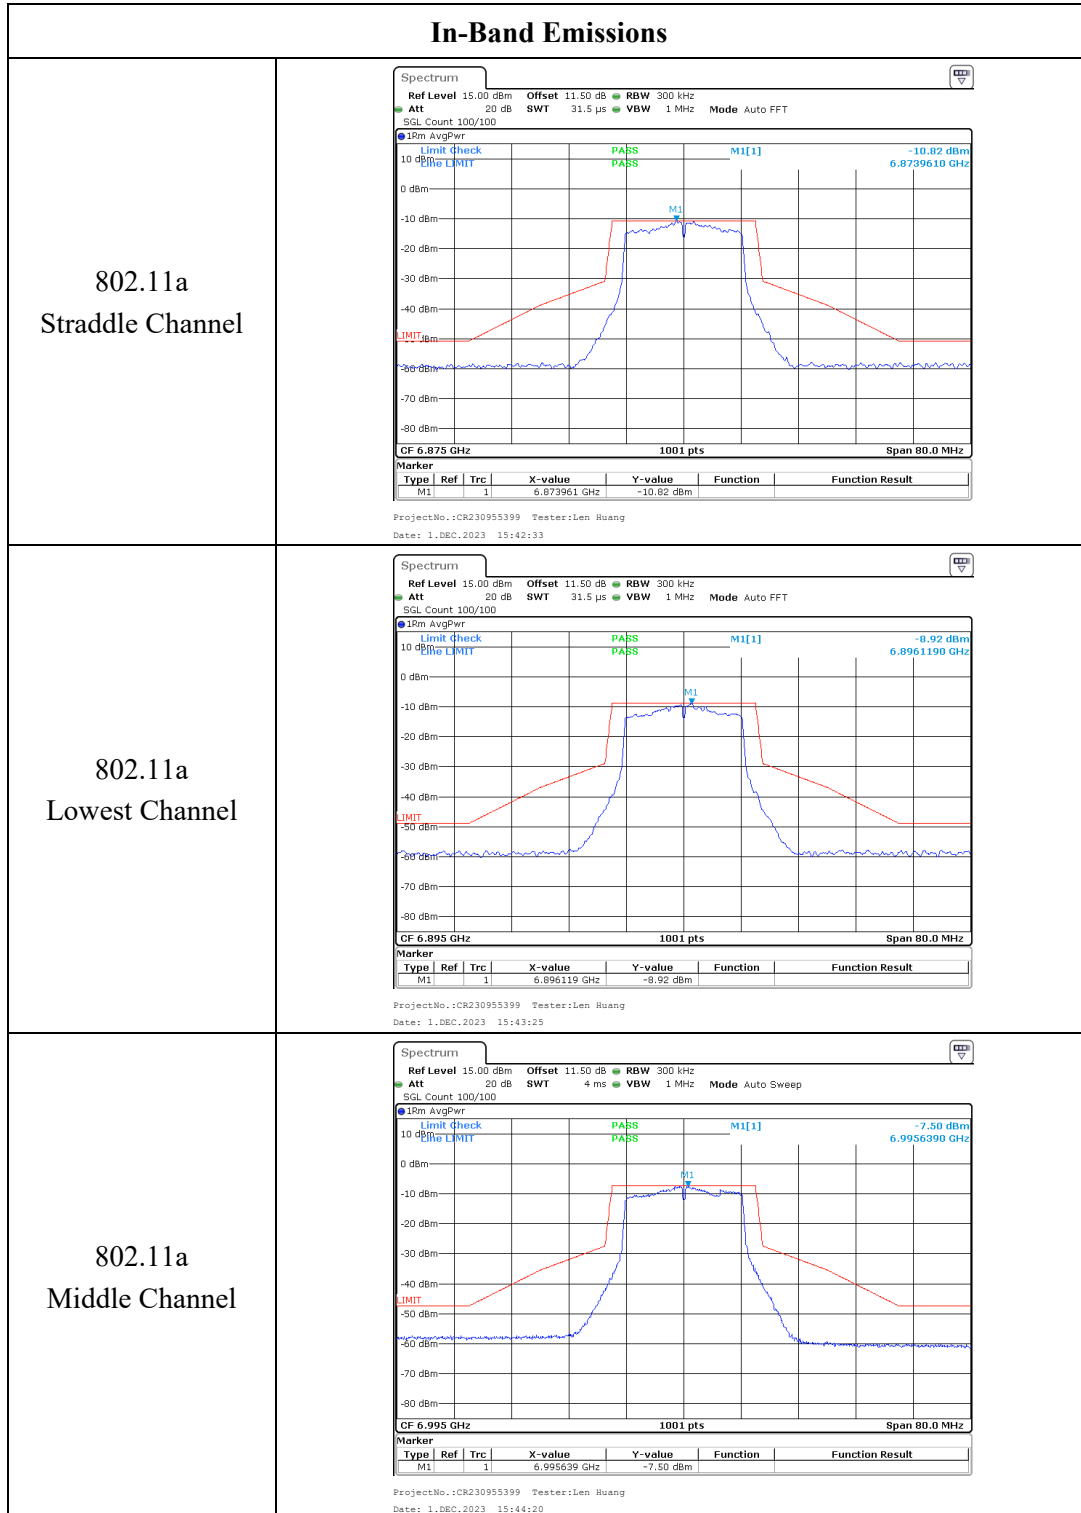 In-Band Emissions
802.11a
Straddle Channel
Spectrum
Ref Level 15.00 dBm Offset 11.50 dB RBW 300 kHz
Att 20 dB SWT 31.5 µs VBW 1 MHz Mode Auto FFT
SGL Count 100/100
1Rm AvgPwr
Limit Check PASS M1[1] -10.82 dBm
Line LIMIT PASS 6.8739610 GHz
10 dBm
0 dBm
M1
-10 dBm
-20 dBm
-30 dBm
-40 dBm
LIMIT
-60 dBm
-70 dBm
-80 dBm
CF 6.875 GHz 1001 pts Span 80.0 MHz
Marker
Type Ref Trc X-value Y-value Function Function Result
M1 1 6.873961 GHz -10.82 dBm
ProjectNo.:CR230955399 Tester:Len Huang
Date: 1.DEC.2023 15:42:33
802.11a
Lowest Channel
Spectrum
Ref Level 15.00 dBm Offset 11.50 dB RBW 300 kHz
Att 20 dB SWT 31.5 µs VBW 1 MHz Mode Auto FFT
SGL Count 100/100
1Rm AvgPwr
Limit Check PASS M1[1] -8.92 dBm
Line LIMIT PASS 6.8961190 GHz
10 dBm
0 dBm
M1
-10 dBm
-20 dBm
-30 dBm
-40 dBm
LIMIT
-50 dBm
-60 dBm
-70 dBm
-80 dBm
CF 6.895 GHz 1001 pts Span 80.0 MHz
Marker
Type Ref Trc X-value Y-value Function Function Result
M1 1 6.896119 GHz -8.92 dBm
ProjectNo.:CR230955399 Tester:Len Huang
Date: 1.DEC.2023 15:43:25
802.11a
Middle Channel
Spectrum
Ref Level 15.00 dBm Offset 11.50 dB RBW 300 kHz
Att 20 dB SWT 4 ms VBW 1 MHz Mode Auto Sweep
SGL Count 100/100
1Rm AvgPwr
Limit Check PASS M1[1] -7.50 dBm
Line LIMIT PASS 6.9956390 GHz
10 dBm
0 dBm
M1
-10 dBm
-20 dBm
-30 dBm
-40 dBm
LIMIT
-50 dBm
-60 dBm
-70 dBm
-80 dBm
CF 6.995 GHz 1001 pts Span 80.0 MHz
Marker
Type Ref Trc X-value Y-value Function Function Result
M1 1 6.995639 GHz -7.50 dBm
ProjectNo.:CR230955399 Tester:Len Huang
Date: 1.DEC.2023 15:44:20